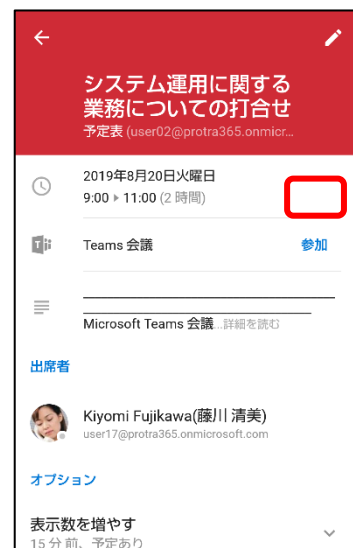 システム運用に関する
業務についての打合せ
予定表 (user02@protra365.onmicr...
2019年8月20日火曜日
9:00 ▸ 11:00 (2 時間)
Teams 会議
参加
Microsoft Teams 会議...詳細を読む
出席者
Kiyomi Fujikawa(藤川 清美)
user17@protra365.onmicrosoft.com
オプション
表示数を増やす
15 分前、予定あり